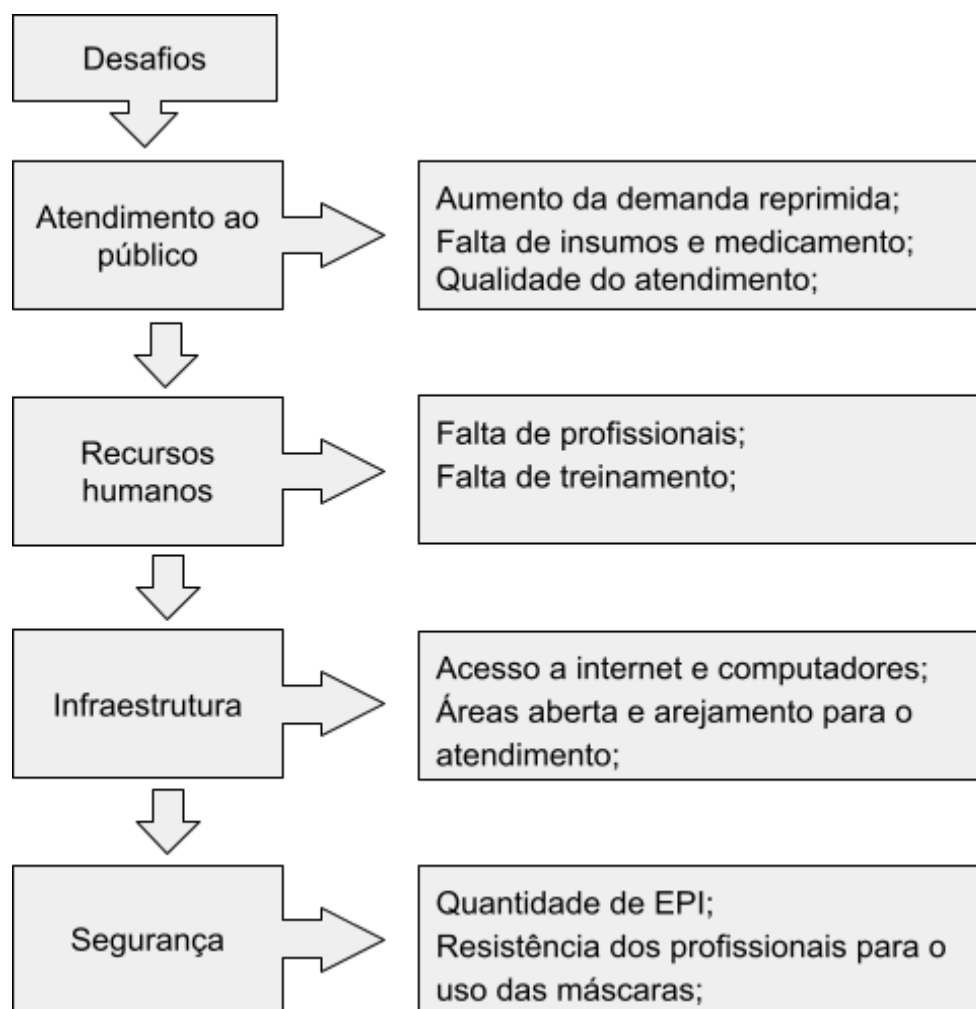 Desafios
Atendimento ao
público
Aumento da demanda reprimida;
Falta de insumos e medicamento;
Qualidade do atendimento;
Recursos
humanos
Falta de profissionais;
Falta de treinamento;
Infraestrutura
Acesso a internet e computadores;
Áreas aberta e arejamento para o
atendimento;
Segurança
Quantidade de EPI;
Resistência dos profissionais para o
uso das máscaras;